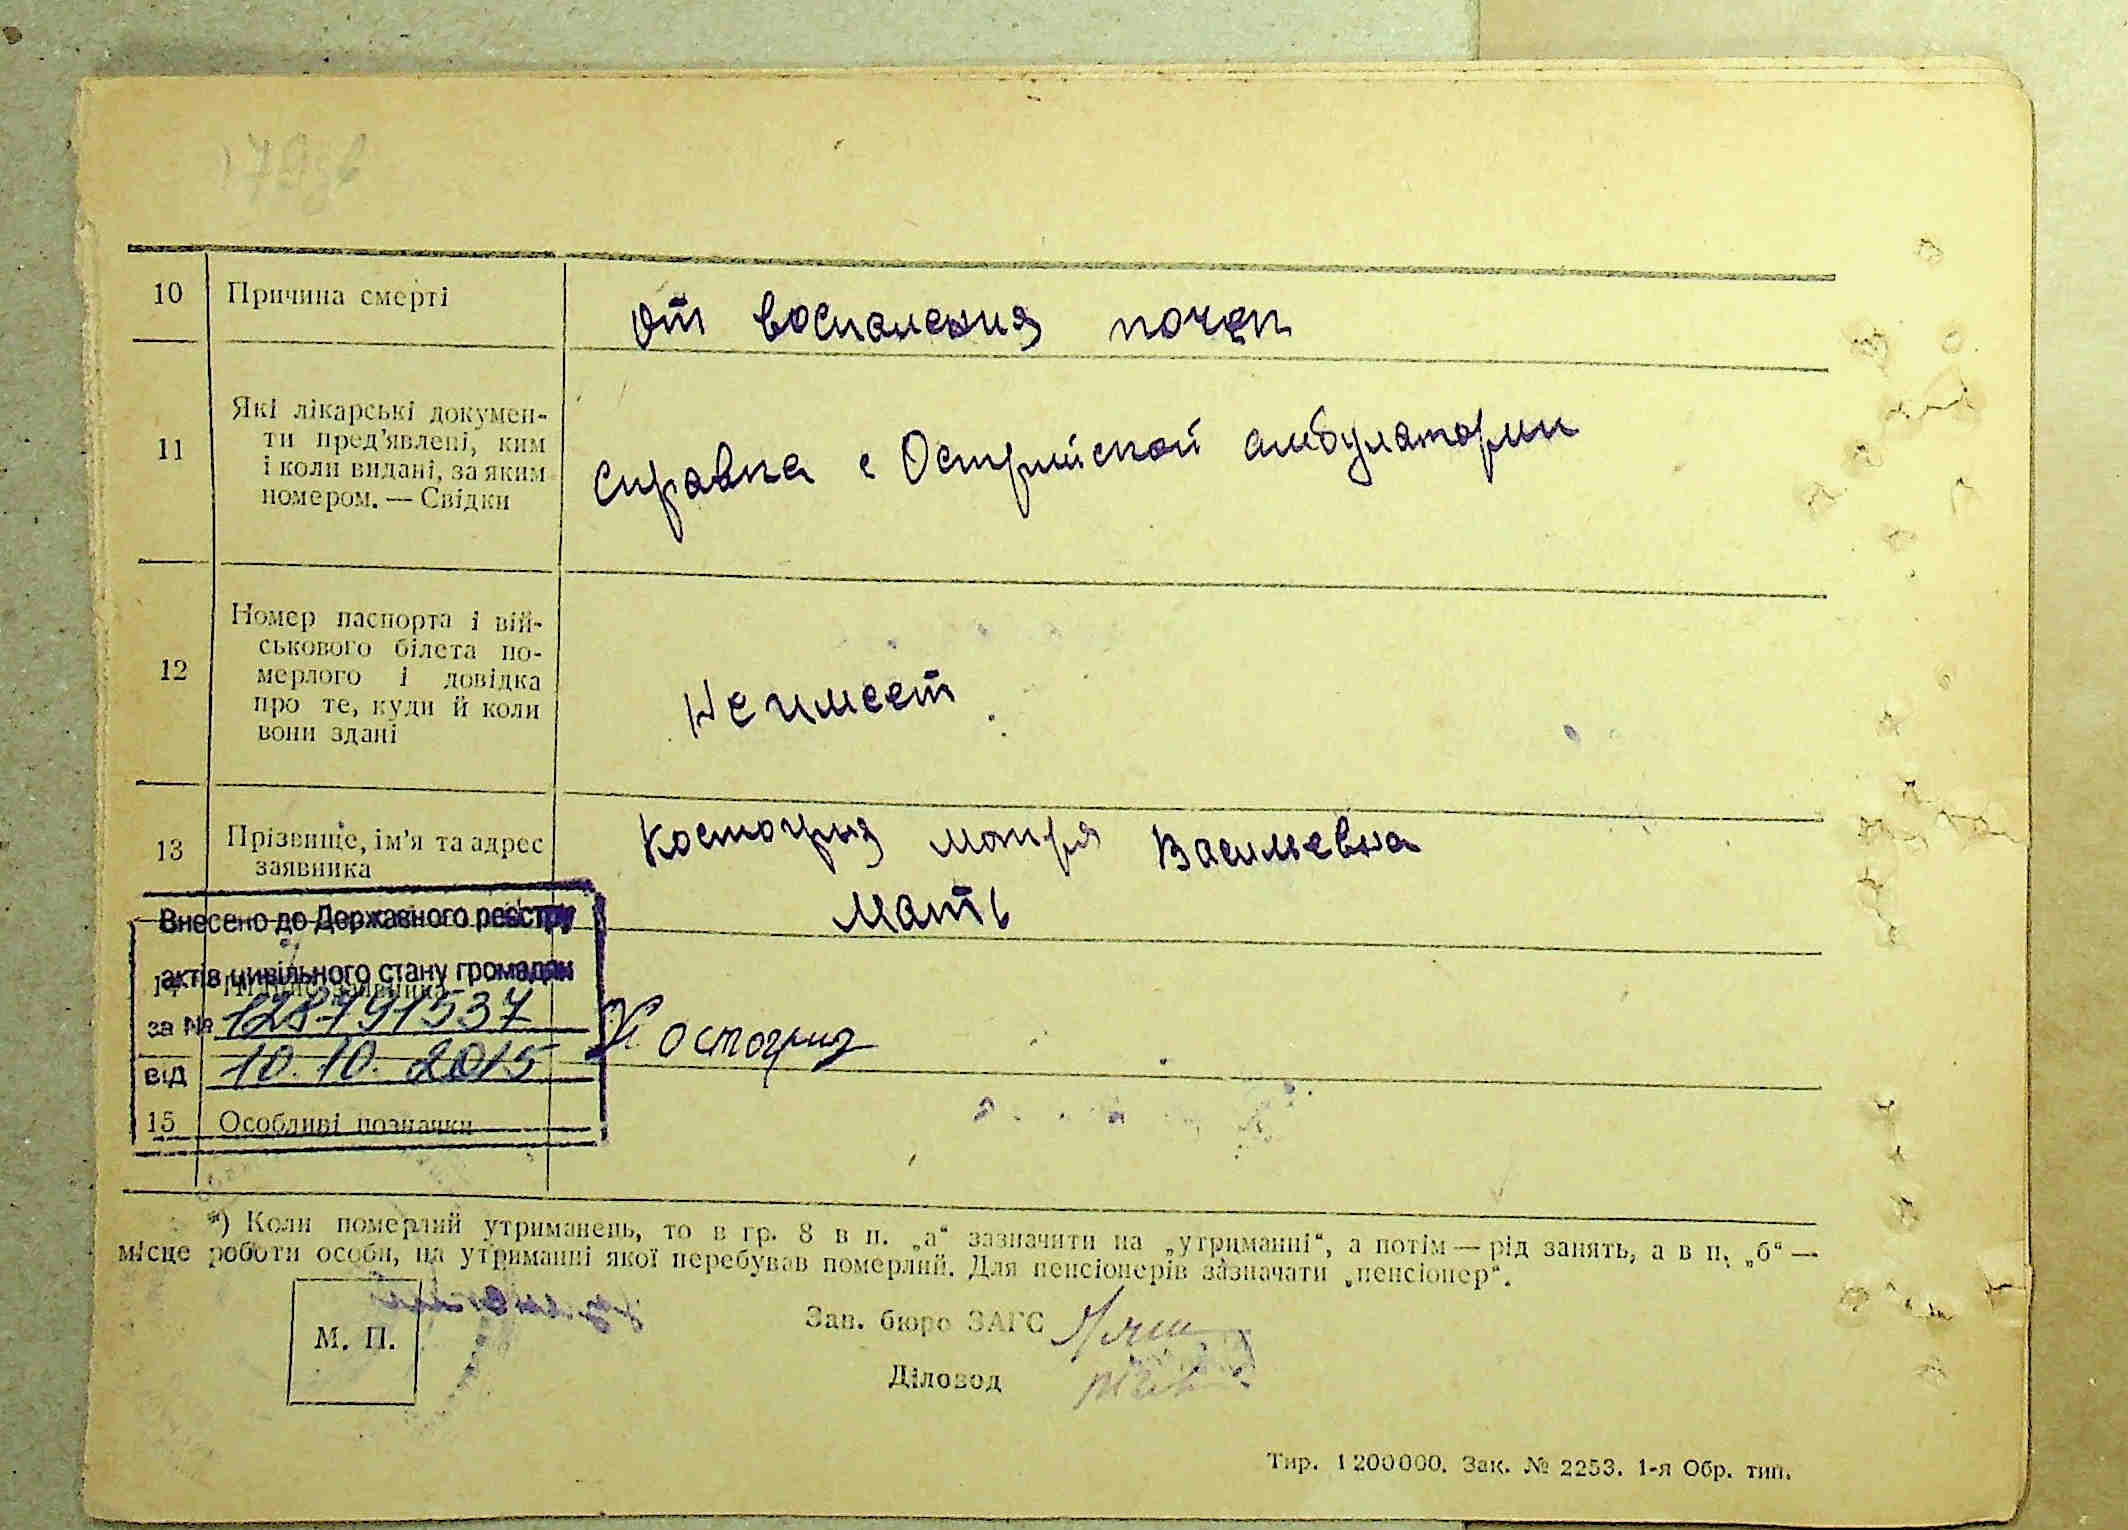 10 Причина смерті
от воспаления почек
11 Які лікарські докумен-
ти пред’явлені, ким
і коли видані, за яким
номером. — Свідки
справка с Острийской амбулатории
12 Номер паспорта і вій-
ськового білета по-
мерлого і довідка
про те, куди й коли
вони здані
Не имеет
13 Прізвище, ім’я та адрес
заявника
Костогриз Васильевна
Мать
Внесено до Державного реєстру
актів цивільного стану громадян
14 Підпис заявника
за № 128791537
Костогриз
від 10.10.2015
15 Особливі позначки
*) Коли померлий утриманець, то в гр. 8 в п. „а“ зазначити на „утриманні“, а потім — рід занять, а в п. „б“ —
місце роботи особи, на утриманні якої перебував померлий. Для пенсіонерів зазначати „пенсіонер“.
М. П.
Зав. бюро ЗАГС
Діловод
Тир. 1200000. Зак. № 2253. 1-я Обр. тип.